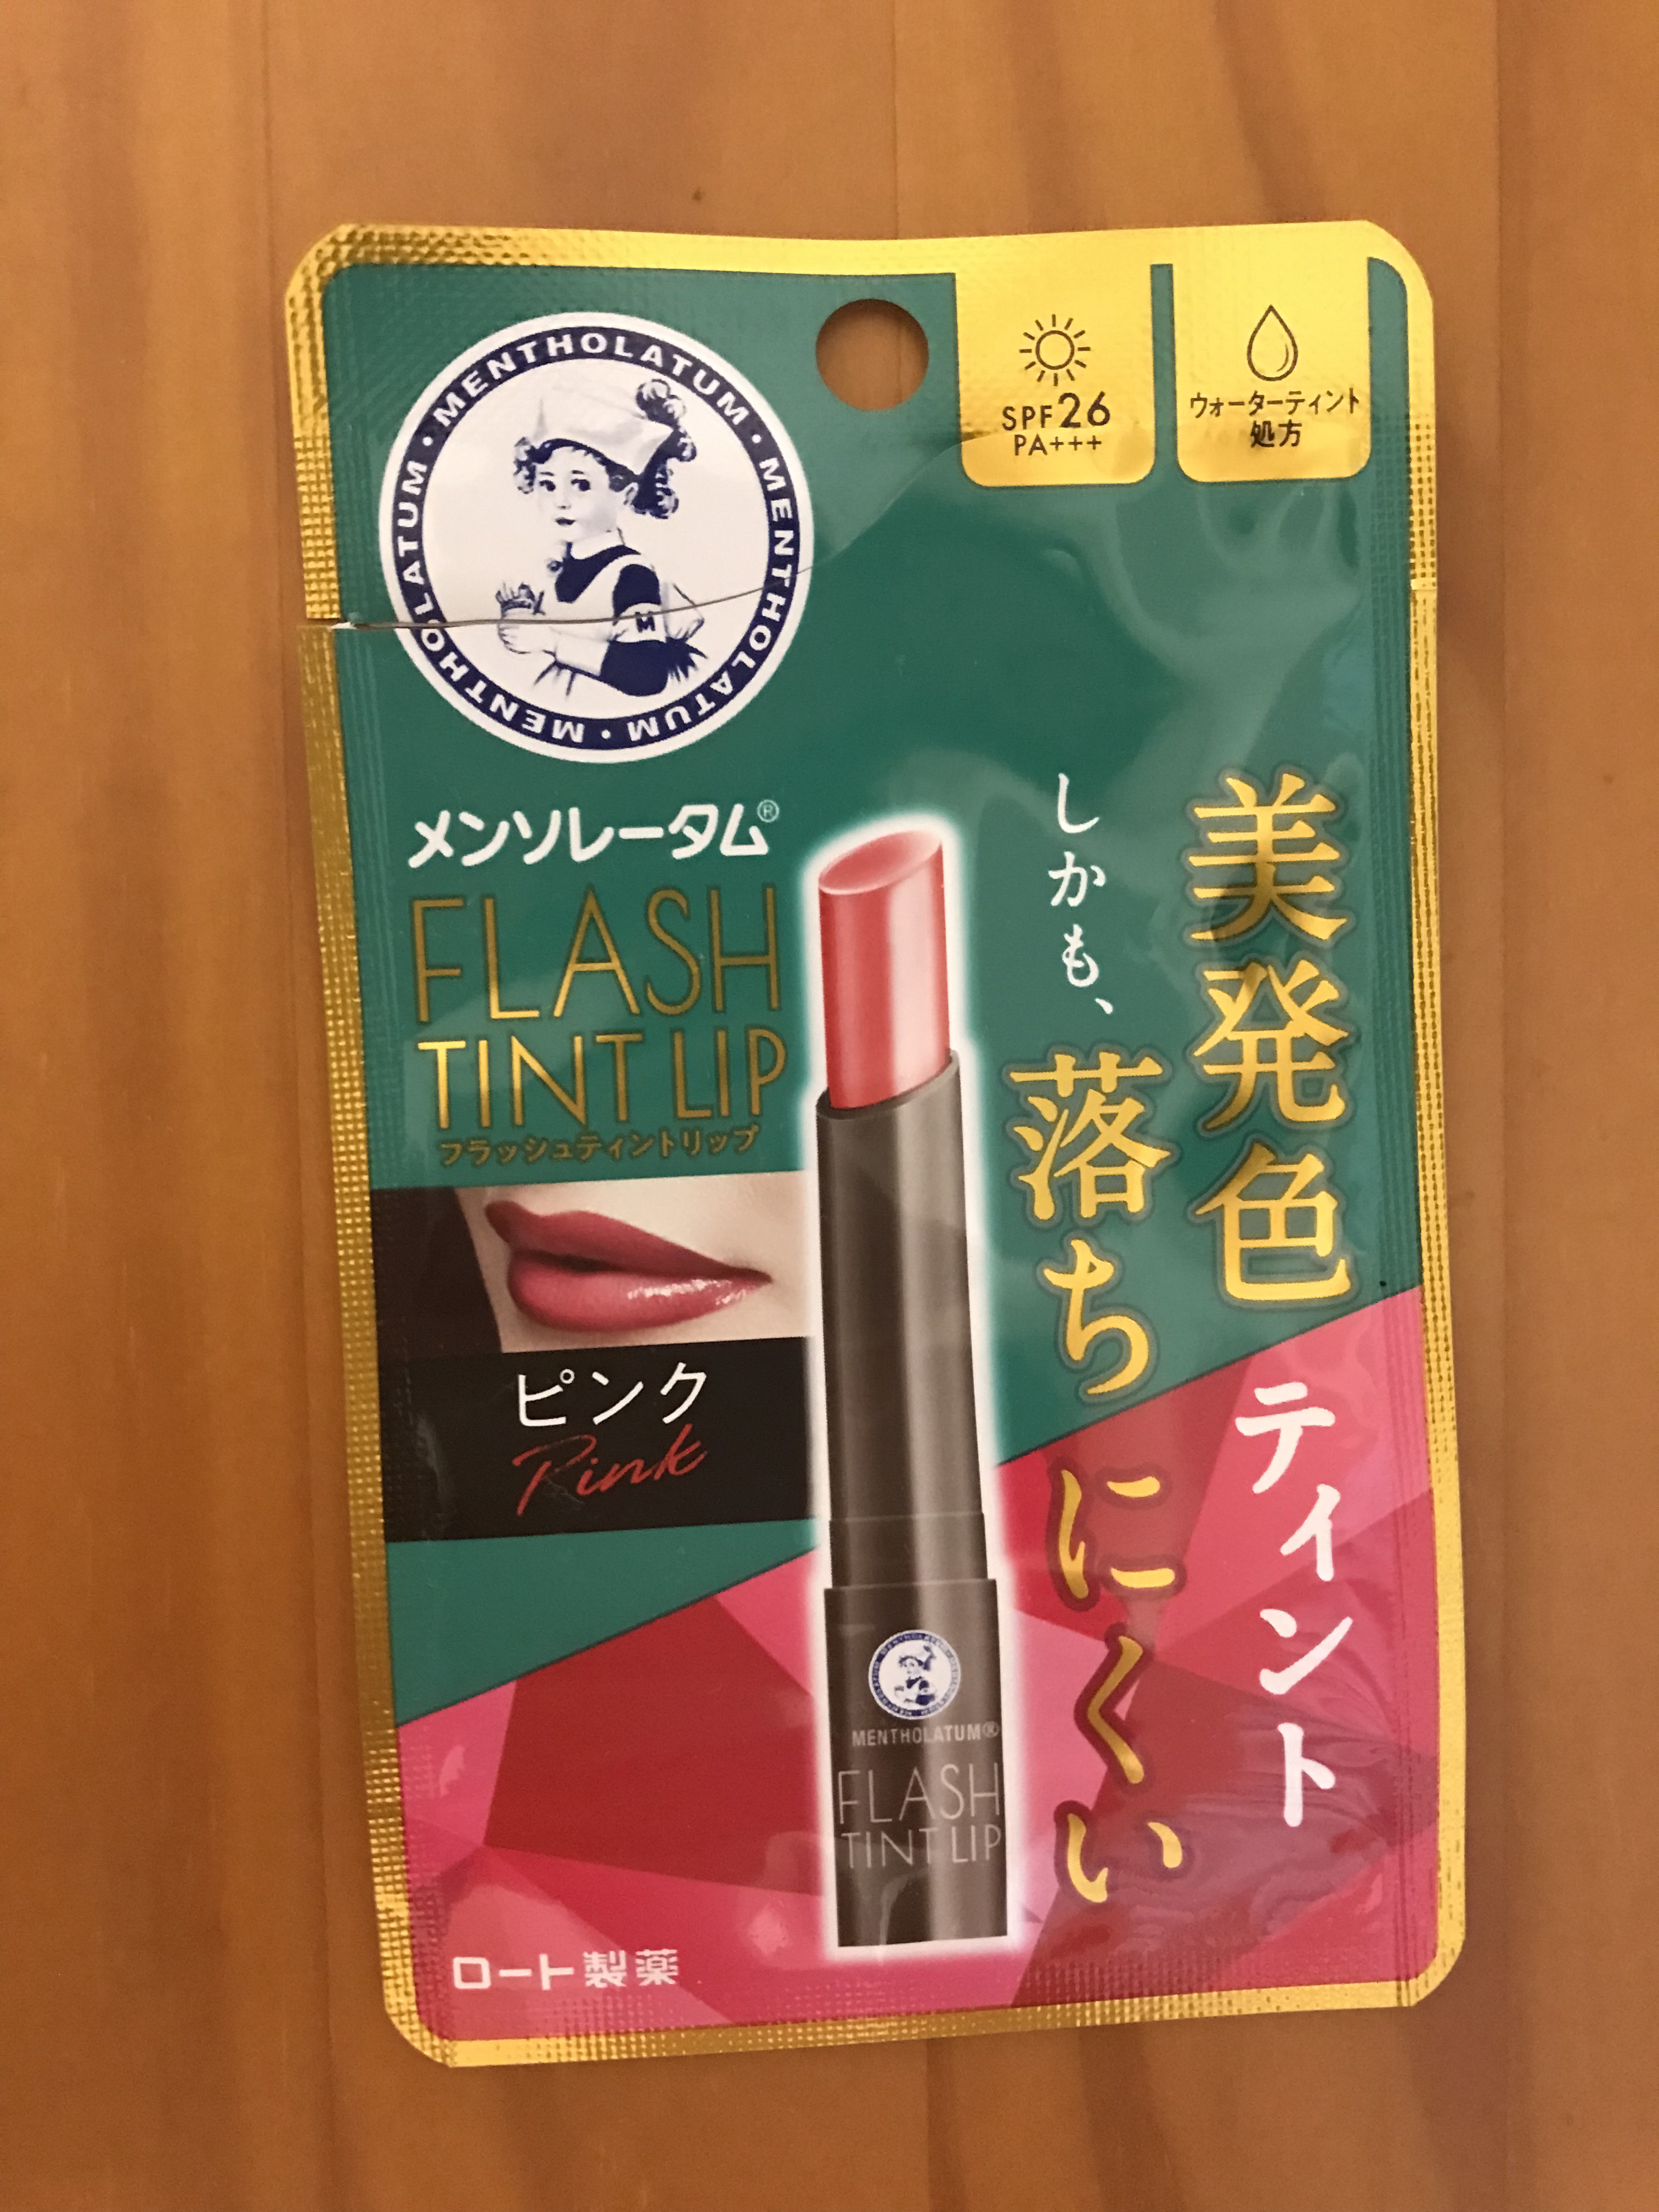 MENTHOLATUM・MENTHOLATUM・MENTHOLATUM・MENTHOLATUM・
M
SPF26
PA+++
ウォーターティント
処方
メンソレータム®
FLASH
TINT LIP
フラッシュティントリップ
ピンク
Pink
美発色ティント
しかも、落ちにくい
MENTHOLATUM®
FLASH
TINT LIP
ロート製薬